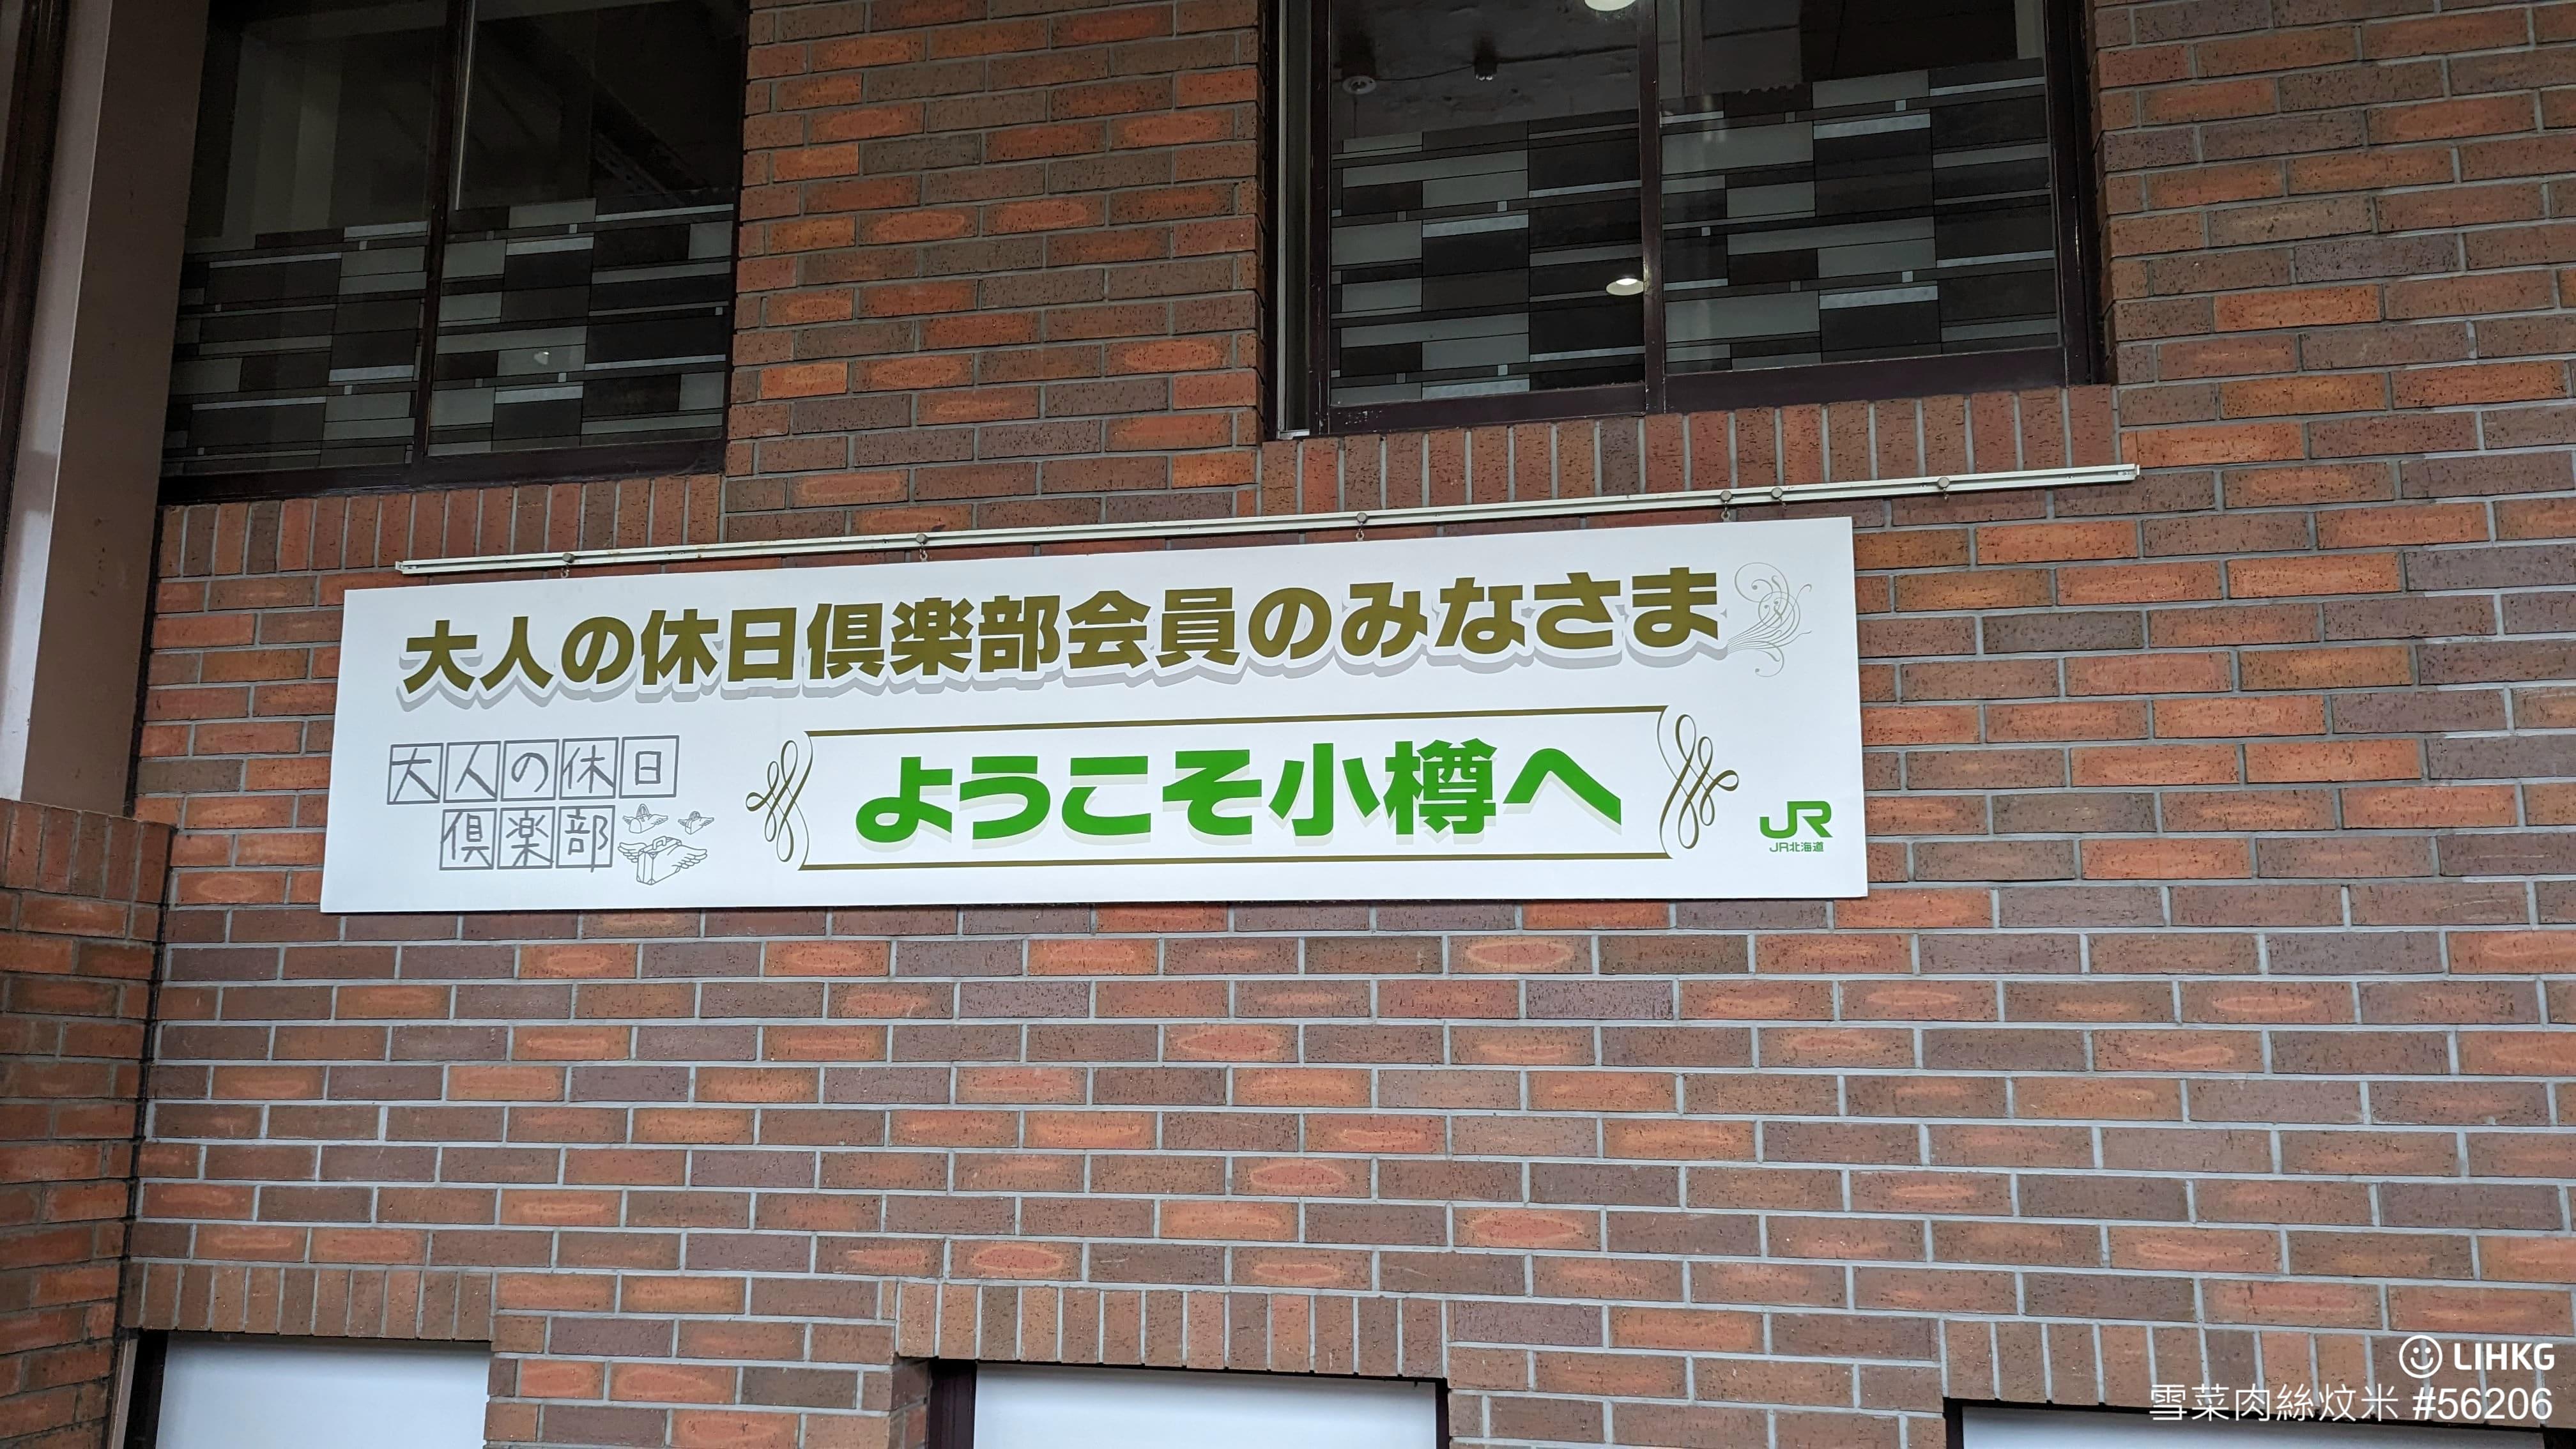 大人の休日倶楽部会員のみなさま
大人の休日
倶楽部
ようこそ小樽へ
JR
JR北海道
LIHKG
雪菜肉絲炆米 #56206